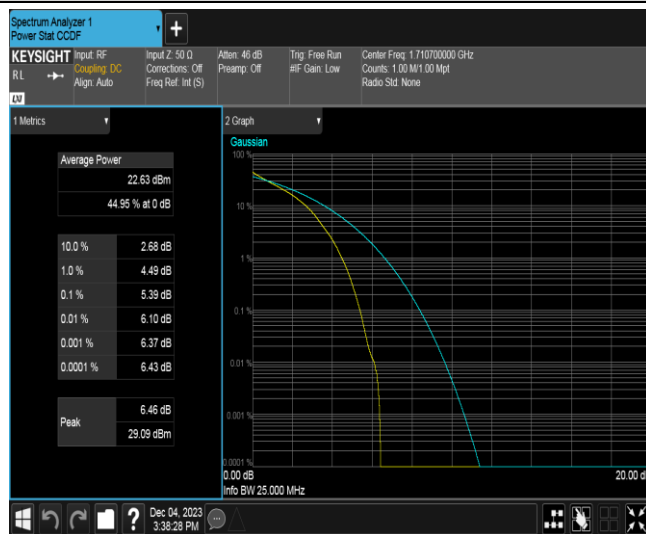 Spectrum Analyzer 1
Power Stat CCDF
+
KEYSIGHT
RL
LXI
Input: RF
Coupling: DC
Align: Auto
Input Z: 50 Ω
Corrections: Off
Freq Ref: Int (S)
Atten: 46 dB
Preamp: Off
Trig: Free Run
#IF Gain: Low
Center Freq: 1.710700000 GHz
Counts: 1.00 M/1.00 Mpt
Radio Std: None
1 Metrics
Average Power
22.63 dBm
44.95 % at 0 dB
10.0 % 2.68 dB
1.0 % 4.49 dB
0.1 % 5.39 dB
0.01 % 6.10 dB
0.001 % 6.37 dB
0.0001 % 6.43 dB
Peak
6.46 dB
29.09 dBm
2 Graph
Gaussian
100 %
10 %
1 %
0.1 %
0.01 %
0.001 %
0.0001 %
0.00 dB
20.00 d
Info BW 25.000 MHz
?
Dec 04, 2023
3:38:28 PM